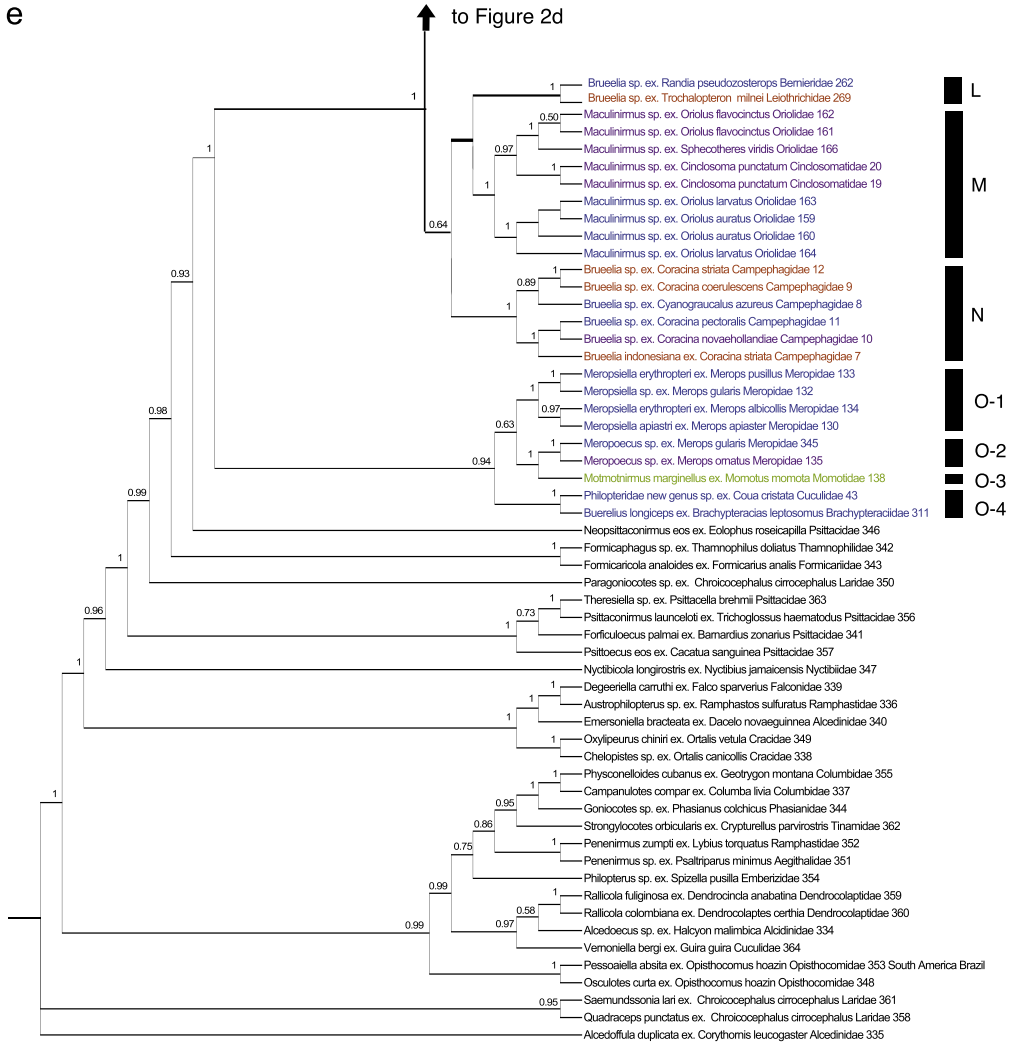 e
to Figure 2d
Brueelia sp. ex. Randia pseudozosterops Bernieridae 262
Brueelia sp. ex. Trochalopteron milnei Leiothrichidae 269
Maculinirmus sp. ex. Oriolus flavocinctus Oriolidae 162
Maculinirmus sp. ex. Oriolus flavocinctus Oriolidae 161
Maculinirmus sp. ex. Sphecotheres viridis Oriolidae 166
Maculinirmus sp. ex. Cinclosoma punctatum Cinclosomatidae 20
Maculinirmus sp. ex. Cinclosoma punctatum Cinclosomatidae 19
Maculinirmus sp. ex. Oriolus larvatus Oriolidae 163
Maculinirmus sp. ex. Oriolus auratus Oriolidae 159
Maculinirmus sp. ex. Oriolus auratus Oriolidae 160
Maculinirmus sp. ex. Oriolus larvatus Oriolidae 164
Brueelia sp. ex. Coracina striata Campephagidae 12
Brueelia sp. ex. Coracina coerulescens Campephagidae 9
Brueelia sp. ex. Cyanograucalus azureus Campephagidae 8
Brueelia sp. ex. Coracina pectoralis Campephagidae 11
Brueelia sp. ex. Coracina novaehollandiae Campephagidae 10
Brueelia indonesiana ex. Coracina striata Campephagidae 7
Meropsiella erythropteri ex. Merops pusillus Meropidae 133
Meropsiella sp. ex. Merops gularis Meropidae 132
Meropsiella erythropteri ex. Merops albicollis Meropidae 134
Meropsiella apiastri ex. Merops apiaster Meropidae 130
Meropoecus sp. ex. Merops gularis Meropidae 345
Meropoecus sp. ex. Merops ornatus Meropidae 135
Motmotnirmus marginellus ex. Momotus momota Momotidae 138
Philopteridae new genus sp. ex. Coua cristata Cuculidae 43
Buerelius longiceps ex. Brachypteracias leptosomus Brachypteraciidae 311
Neopsittaconirmus eos ex. Eolophus roseicapilla Psittacidae 346
Formicaphagus sp. ex. Thamnophilus doliatus Thamnophilidae 342
Formicaricola analoides ex. Formicarius analis Formicariidae 343
Paragoniocotes sp. ex. Chroicocephalus cirrocephalus Laridae 350
Theresiella sp. ex. Psittacella brehmii Psittacidae 363
Psittaconirmus launceloti ex. Trichoglossus haematodus Psittacidae 356
Forficuloecus palmai ex. Barnardius zonarius Psittacidae 341
Psittoecus eos ex. Cacatua sanguinea Psittacidae 357
Nyctibicola longirostris ex. Nyctibius jamaicensis Nyctibiidae 347
Degeeriella carruthi ex. Falco sparverius Falconidae 339
Austrophilopterus sp. ex. Ramphastos sulfuratus Ramphastidae 336
Emersoniella bracteata ex. Dacelo novaeguinnea Alcedinidae 340
Oxylipeurus chiniri ex. Ortalis vetula Cracidae 349
Chelopistes sp. ex. Ortalis canicollis Cracidae 338
Physconelloides cubanus ex. Geotrygon montana Columbidae 355
Campanulotes compar ex. Columba livia Columbidae 337
Goniocotes sp. ex. Phasianus colchicus Phasianidae 344
Strongylocotes orbicularis ex. Crypturellus parvirostris Tinamidae 362
Penenirmus zumpti ex. Lybius torquatus Ramphastidae 352
Penenirmus sp. ex. Psaltriparus minimus Aegithalidae 351
Philopterus sp. ex. Spizella pusilla Emberizidae 354
Rallicola fuliginosa ex. Dendrocincla anabatina Dendrocolaptidae 359
Rallicola colombiana ex. Dendrocolaptes certhia Dendrocolaptidae 360
Alcedoecus sp. ex. Halcyon malimbica Alcidinidae 334
Vernoniella bergi ex. Guira guira Cuculidae 364
Pessoaiella absita ex. Opisthocomus hoazin Opisthocomidae 353 South America Brazil
Osculotes curta ex. Opisthocomus hoazin Opisthocomidae 348
Saemundssonia lari ex. Chroicocephalus cirrocephalus Laridae 361
Quadraceps punctatus ex. Chroicocephalus cirrocephalus Laridae 358
Alcedoffula duplicata ex. Corythornis leucogaster Alcedinidae 335
L
M
N
O-1
O-2
O-3
O-4
1
1
0.50
1
0.97
1
1
1
1
0.64
0.93
1
0.89
1
1
1
1
0.97
0.98
0.63
1
1
0.94
0.99
1
1
1
1
0.73
1
0.96
1
1
1
1
1
1
1
1
0.95
0.86
1
0.75
0.99
1
0.58
0.97
0.99
1
0.95